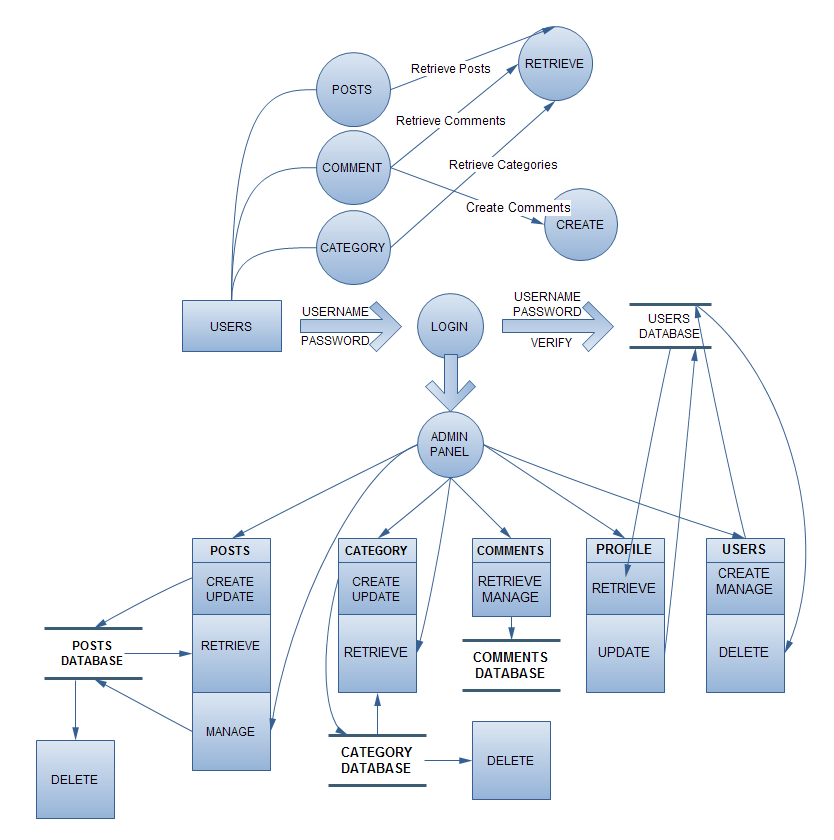 RETRIEVE
Retrieve Posts
POSTS
Retrieve Comments
COMMENT
Retrieve Categories
Create Comments
CREATE
CATEGORY
USERS
USERNAME
PASSWORD
LOGIN
USERNAME
PASSWORD
VERIFY
USERS
DATABASE
ADMIN
PANEL
POSTS
CREATE
UPDATE
RETRIEVE
MANAGE
CATEGORY
CREATE
UPDATE
RETRIEVE
COMMENTS
RETRIEVE
MANAGE
PROFILE
RETRIEVE
UPDATE
USERS
CREATE
MANAGE
DELETE
POSTS
DATABASE
COMMENTS
DATABASE
DELETE
CATEGORY
DATABASE
DELETE